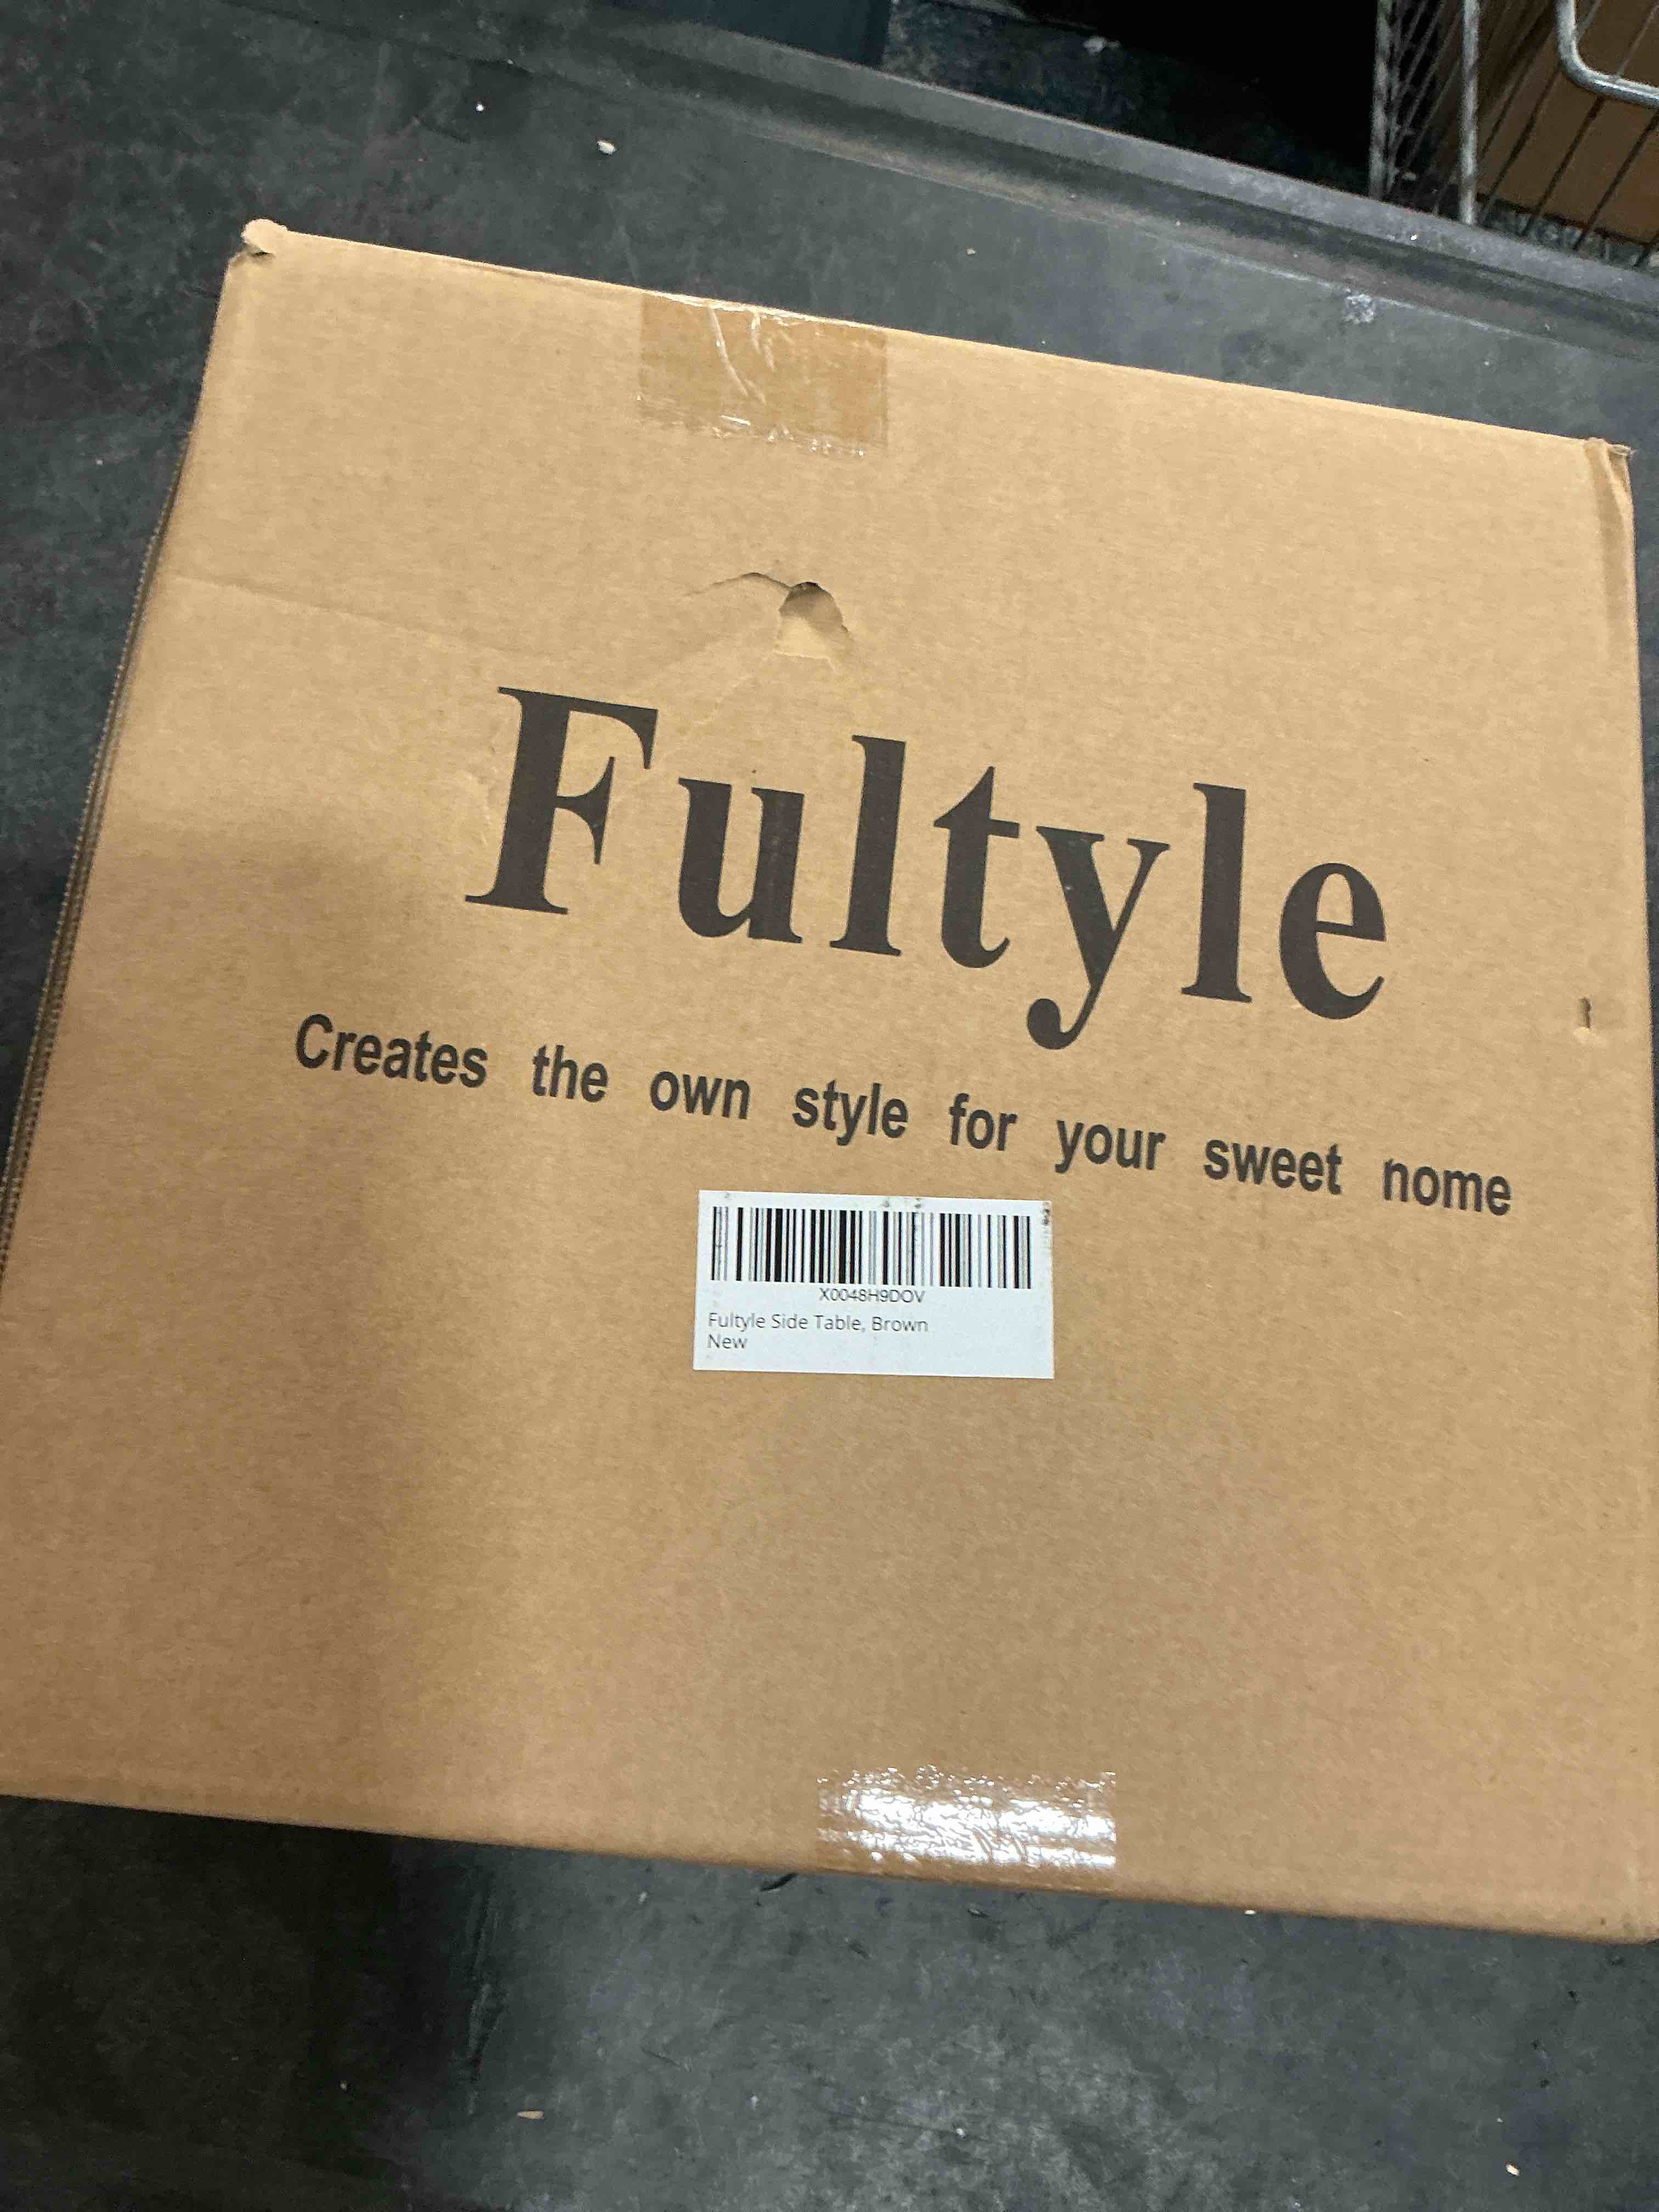 Fultyle
Creates the own style for your sweet nome
X0048H9DOV
Fultyle Side Table, Brown
New